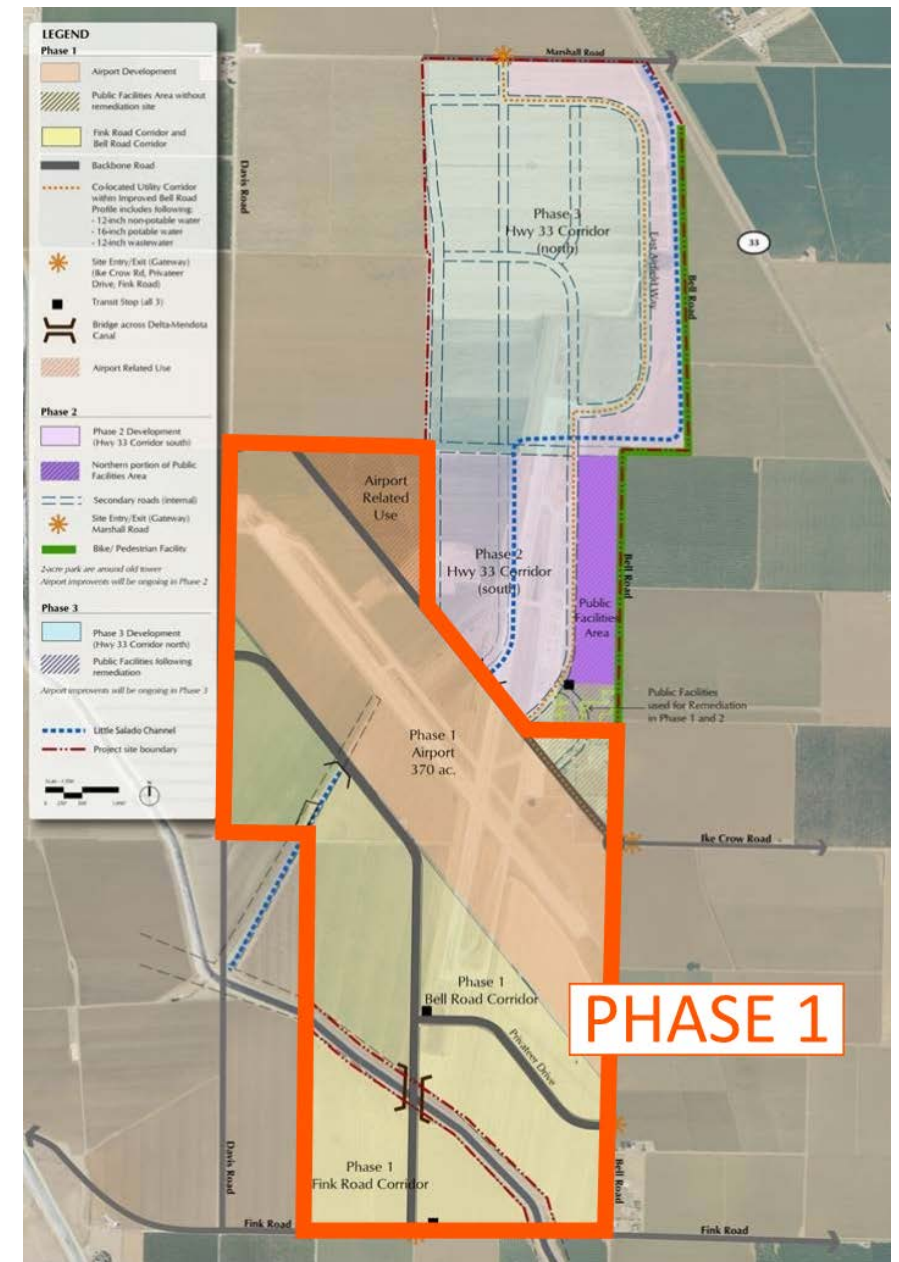 LEGEND
Phase 1
Airport Development
Public Facilities Area without
remediation site
Fink Road Corridor and
Bell Road Corridor
Backbone Road
Co-located Utility Corridor
within Improved Bell Road
Profile includes following:
- 12-inch non-potable water
- 16-inch potable water
- 12-inch wastewater
Site Entry/Exit (Gateway)
(Ike Crow Rd, Privateer
Drive, Fink Road)
Transit Stop (all 3)
Bridge across Delta-Mendota
Canal
Airport Related Use
Phase 2
Phase 2 Development
(Hwy 33 Corridor south)
Northern portion of Public
Facilities Area
Secondary roads (internal)
Site Entry/Exit (Gateway)
Marshall Road
Bike/ Pedestrian Facility
2-acre park are around old tower
Airport improvents will be ongoing in Phase 2
Phase 3
Phase 3 Development
(Hwy 33 Corridor north)
Public Facilities following
remediation
Airport improvents will be ongoing in Phase 3
Little Salado Channel
Project site boundary
N
Marshall Road
Davis Road
Phase 3
Hwy 33 Corridor
(north)
East Airfield Way
33
Bell Road
Airport
Related
Use
Phase 2
Hwy 33 Corridor
(south)
Bell Road
Public
Facilities
Area
Public Facilities
used for Remediation
in Phase 1 and 2
Phase 1
Airport
370 ac.
Ike Crow Road
Phase 1
Bell Road Corridor
PHASE 1
Privateer Drive
Davis Road
Phase 1
Fink Road Corridor
Bell Road
Fink Road
Fink Road